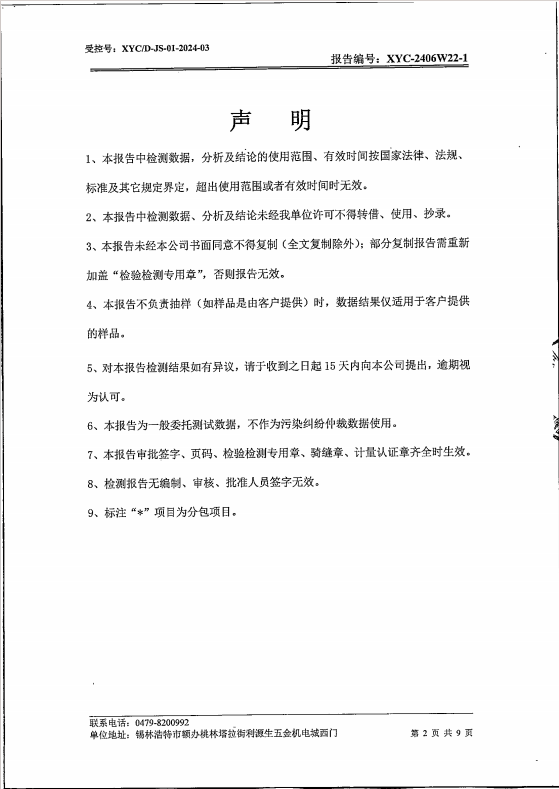 受控号：XYC/D-JS-01-2024-03
报告编号：XYC-2406W22-1
声 明
1、本报告中检测数据，分析及结论的使用范围、有效时间按国家法律、法规、
标准及其它规定界定，超出使用范围或者有效时间时无效。
2、本报告中检测数据、分析及结论未经我单位许可不得转借、使用、抄录。
3、本报告未经本公司书面同意不得复制（全文复制除外）；部分复制报告需重新
加盖“检验检测专用章”，否则报告无效。
4、本报告不负责抽样（如样品是由客户提供）时，数据结果仅适用于客户提供
的样品。
5、对本报告检测结果如有异议，请于收到之日起 15 天内向本公司提出，逾期视
为认可。
6、本报告为一般委托测试数据，不作为污染纠纷仲裁数据使用。
7、本报告审批签字、页码、检验检测专用章、骑缝章、计量认证章齐全时生效。
8、检测报告无编制、审核、批准人员签字无效。
9、标注“*”项目为分包项目。
联系电话：0479-8200992
单位地址：锡林浩特市额办桃林塔拉街利源生五金机电城西门
第 2 页 共 9 页